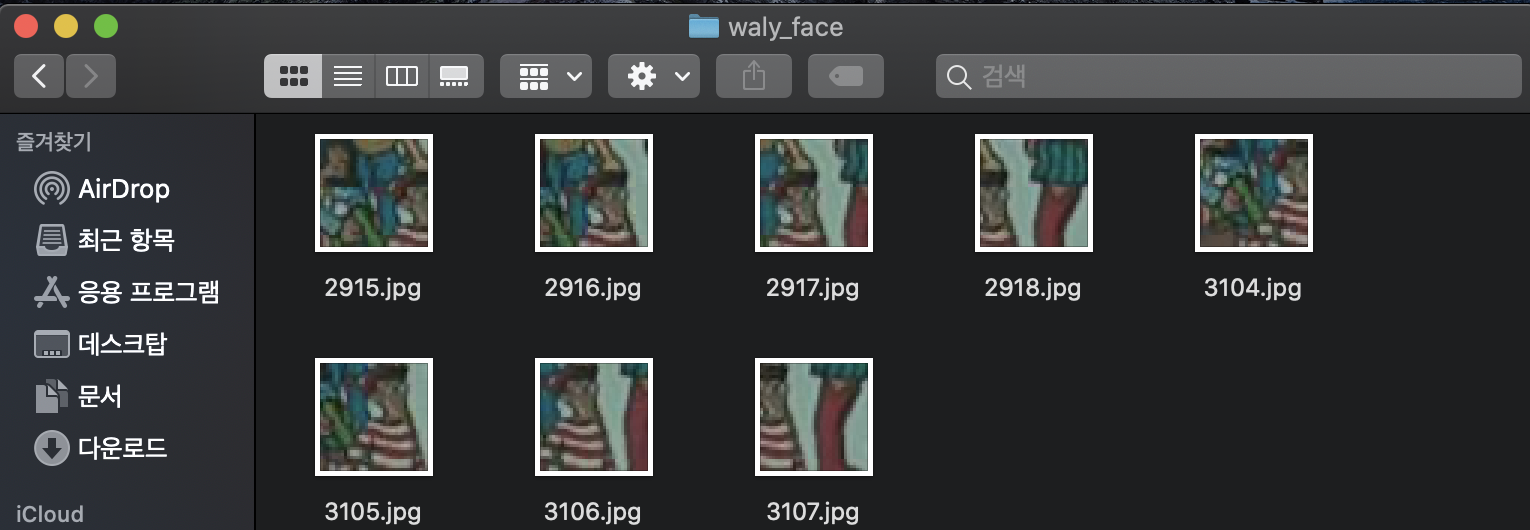 waly_face
검색
즐겨찾기
AirDrop
최근 항목
응용 프로그램
데스크탑
문서
다운로드
iCloud
2915.jpg
2916.jpg
2917.jpg
2918.jpg
3104.jpg
3105.jpg
3106.jpg
3107.jpg